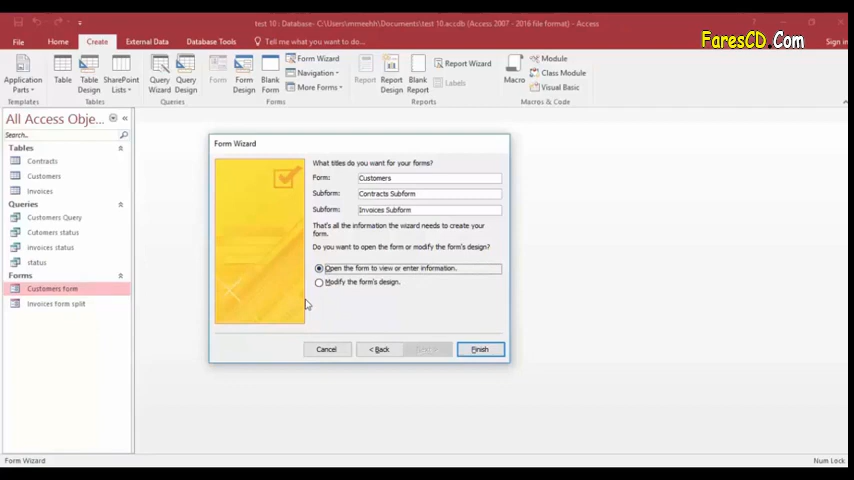 test 10 : Database- C:\Users\mmeehh\Documents\test 10.accdb (Access 2007 - 2016 file format) - Access
FaresCD.Com
File Home Create External Data Database Tools Tell me what you want to do... Sign in
Application Parts
Table
Table Design
SharePoint Lists
Query Wizard
Query Design
Form
Form Design
Blank Form
Form Wizard
Navigation
More Forms
Report
Report Design
Blank Report
Report Wizard
Labels
Macro
Module
Class Module
Visual Basic
Templates Tables Queries Forms Reports Macros & Code
All Access Obje...
Search...
Tables
Contracts
Customers
Invoices
Queries
Customers Query
Cutomers status
invoices status
status
Forms
Customers form
Invoices form split
Form Wizard
What titles do you want for your forms?
Form: Customers
Subform: Contracts Subform
Subform: Invoices Subform
That's all the information the wizard needs to create your
form.
Do you want to open the form or modify the form's design?
Open the form to view or enter information.
Modify the form's design.
Cancel < Back Next > Finish
Form Wizard Num Lock